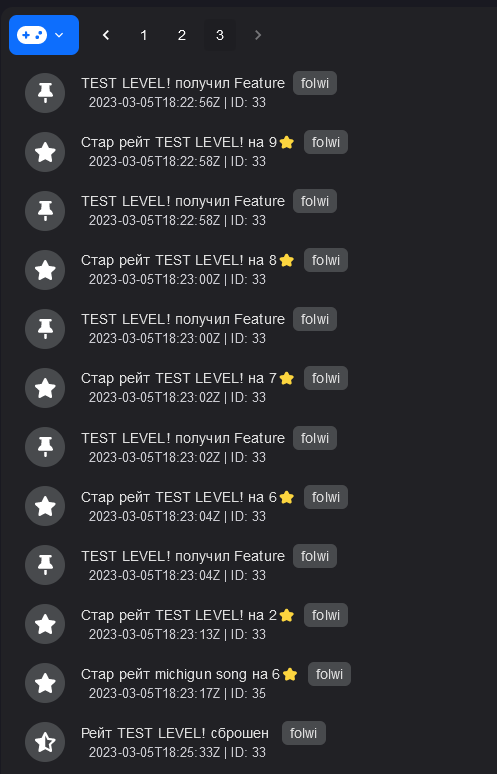 1 2 3
TEST LEVEL! получил Feature folwi
2023-03-05T18:22:56Z | ID: 33
Стар рейт TEST LEVEL! на 9⭐ folwi
2023-03-05T18:22:58Z | ID: 33
TEST LEVEL! получил Feature folwi
2023-03-05T18:22:58Z | ID: 33
Стар рейт TEST LEVEL! на 8⭐ folwi
2023-03-05T18:23:00Z | ID: 33
TEST LEVEL! получил Feature folwi
2023-03-05T18:23:00Z | ID: 33
Стар рейт TEST LEVEL! на 7⭐ folwi
2023-03-05T18:23:02Z | ID: 33
TEST LEVEL! получил Feature folwi
2023-03-05T18:23:02Z | ID: 33
Стар рейт TEST LEVEL! на 6⭐ folwi
2023-03-05T18:23:04Z | ID: 33
TEST LEVEL! получил Feature folwi
2023-03-05T18:23:04Z | ID: 33
Стар рейт TEST LEVEL! на 2⭐ folwi
2023-03-05T18:23:13Z | ID: 33
Стар рейт michigun song на 6⭐ folwi
2023-03-05T18:23:17Z | ID: 35
Рейт TEST LEVEL! сброшен folwi
2023-03-05T18:25:33Z | ID: 33